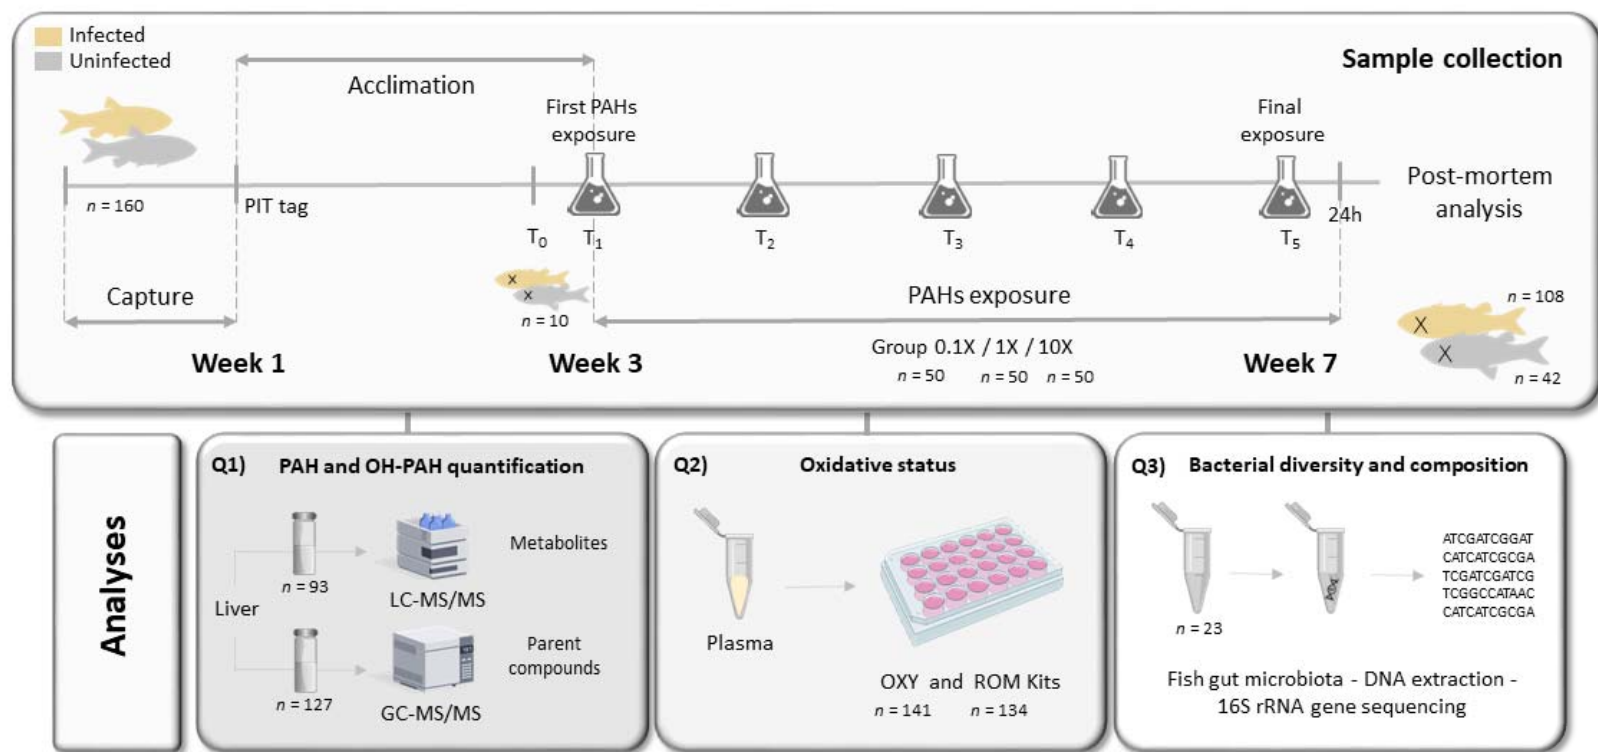 Infected
Uninfected
Sample collection
Acclimation
First PAHs
exposure
Final
exposure
n = 160
PIT tag
T0
T1
T2
T3
T4
T5
24h
Post-mortem
analysis
Capture
n = 10
PAHs exposure
n = 108
Week 1
Week 3
Group 0.1X / 1X / 10X
n = 50 n = 50 n = 50
Week 7
n = 42
Analyses
Q1) PAH and OH-PAH quantification
Liver
n = 93
LC-MS/MS
Metabolites
n = 127
GC-MS/MS
Parent
compounds
Q2) Oxidative status
Plasma
OXY and ROM Kits
n = 141 n = 134
Q3) Bacterial diversity and composition
n = 23
ATCGATCGGAT
CATCATCGCGA
TCGATCGATCG
TCGGCCATAAC
CATCATCGCGA
Fish gut microbiota - DNA extraction -
16S rRNA gene sequencing